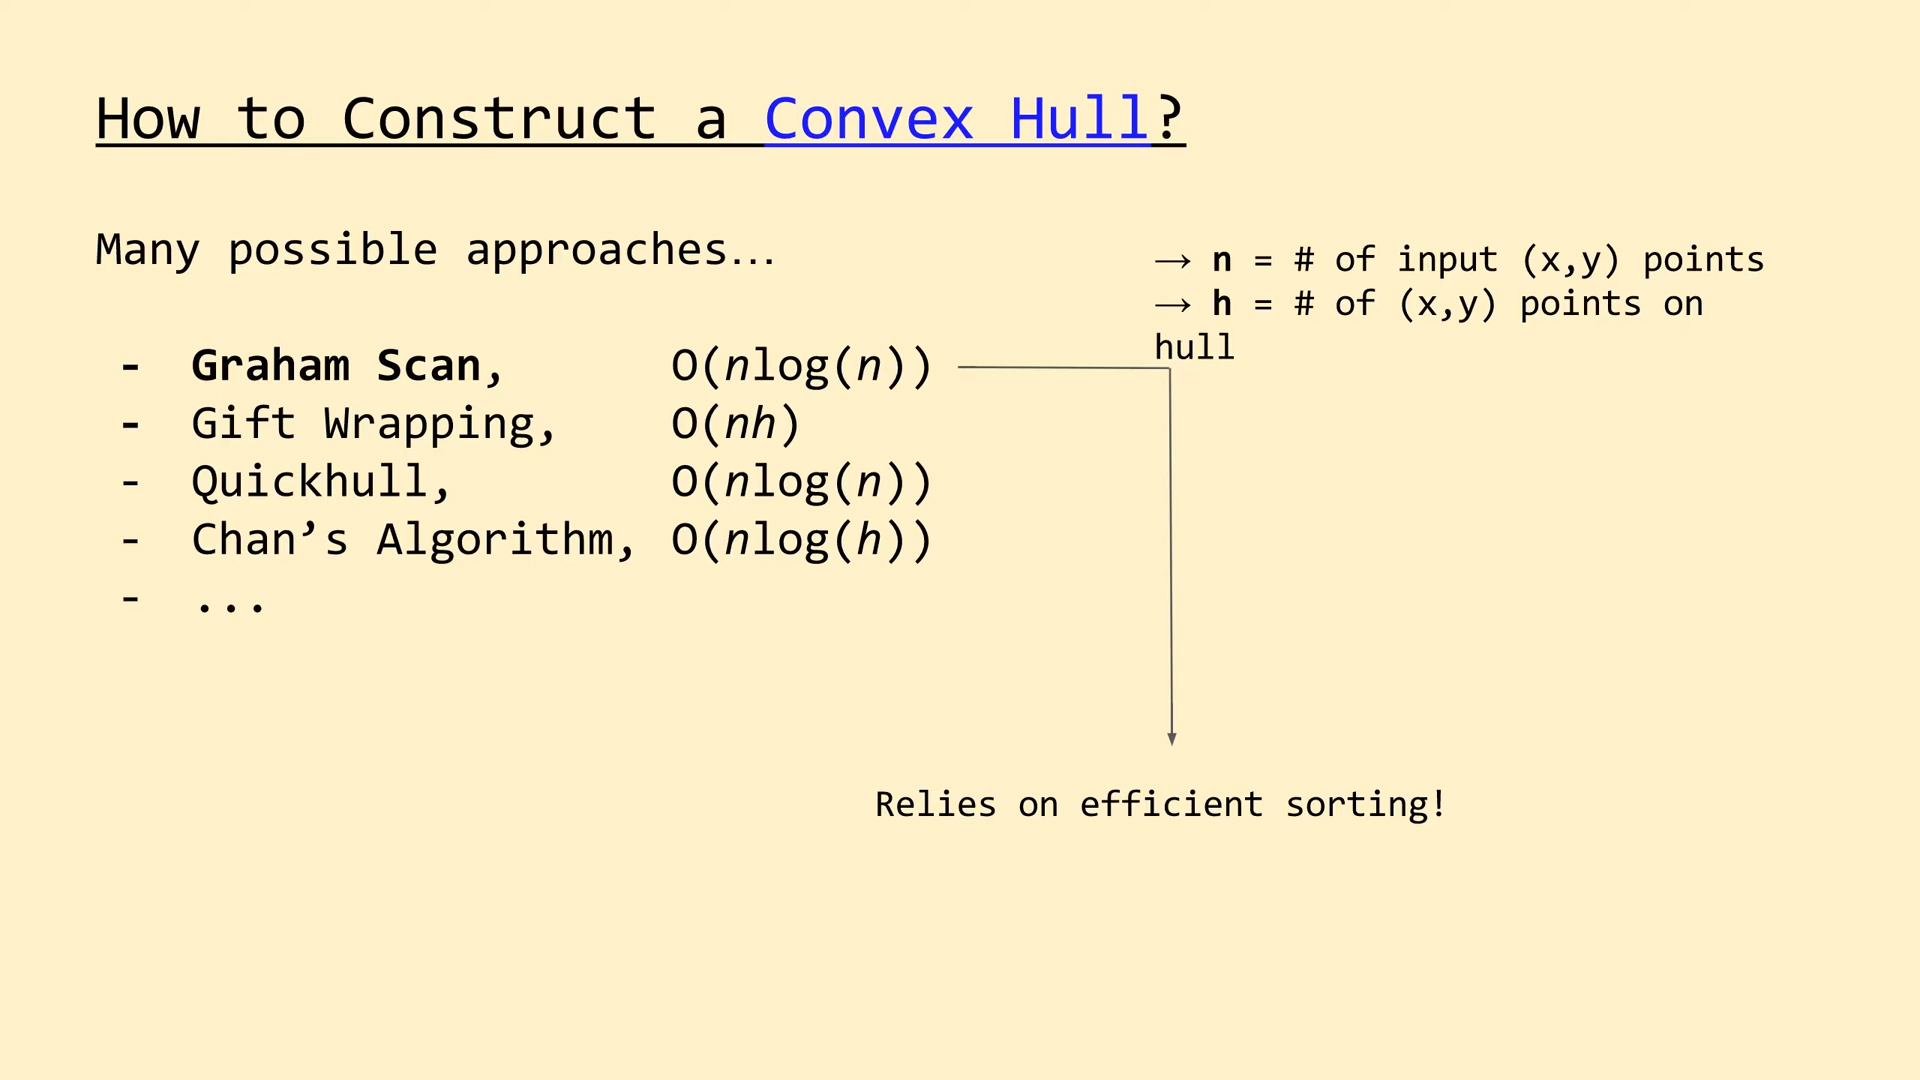 How to Construct a Convex Hull?
Many possible approaches...
→ n = # of input (x,y) points
→ h = # of (x,y) points on
hull
- Graham Scan, O(nlog(n))
- Gift Wrapping, O(nh)
- Quickhull, O(nlog(n))
- Chan’s Algorithm, O(nlog(h))
- ...
Relies on efficient sorting!